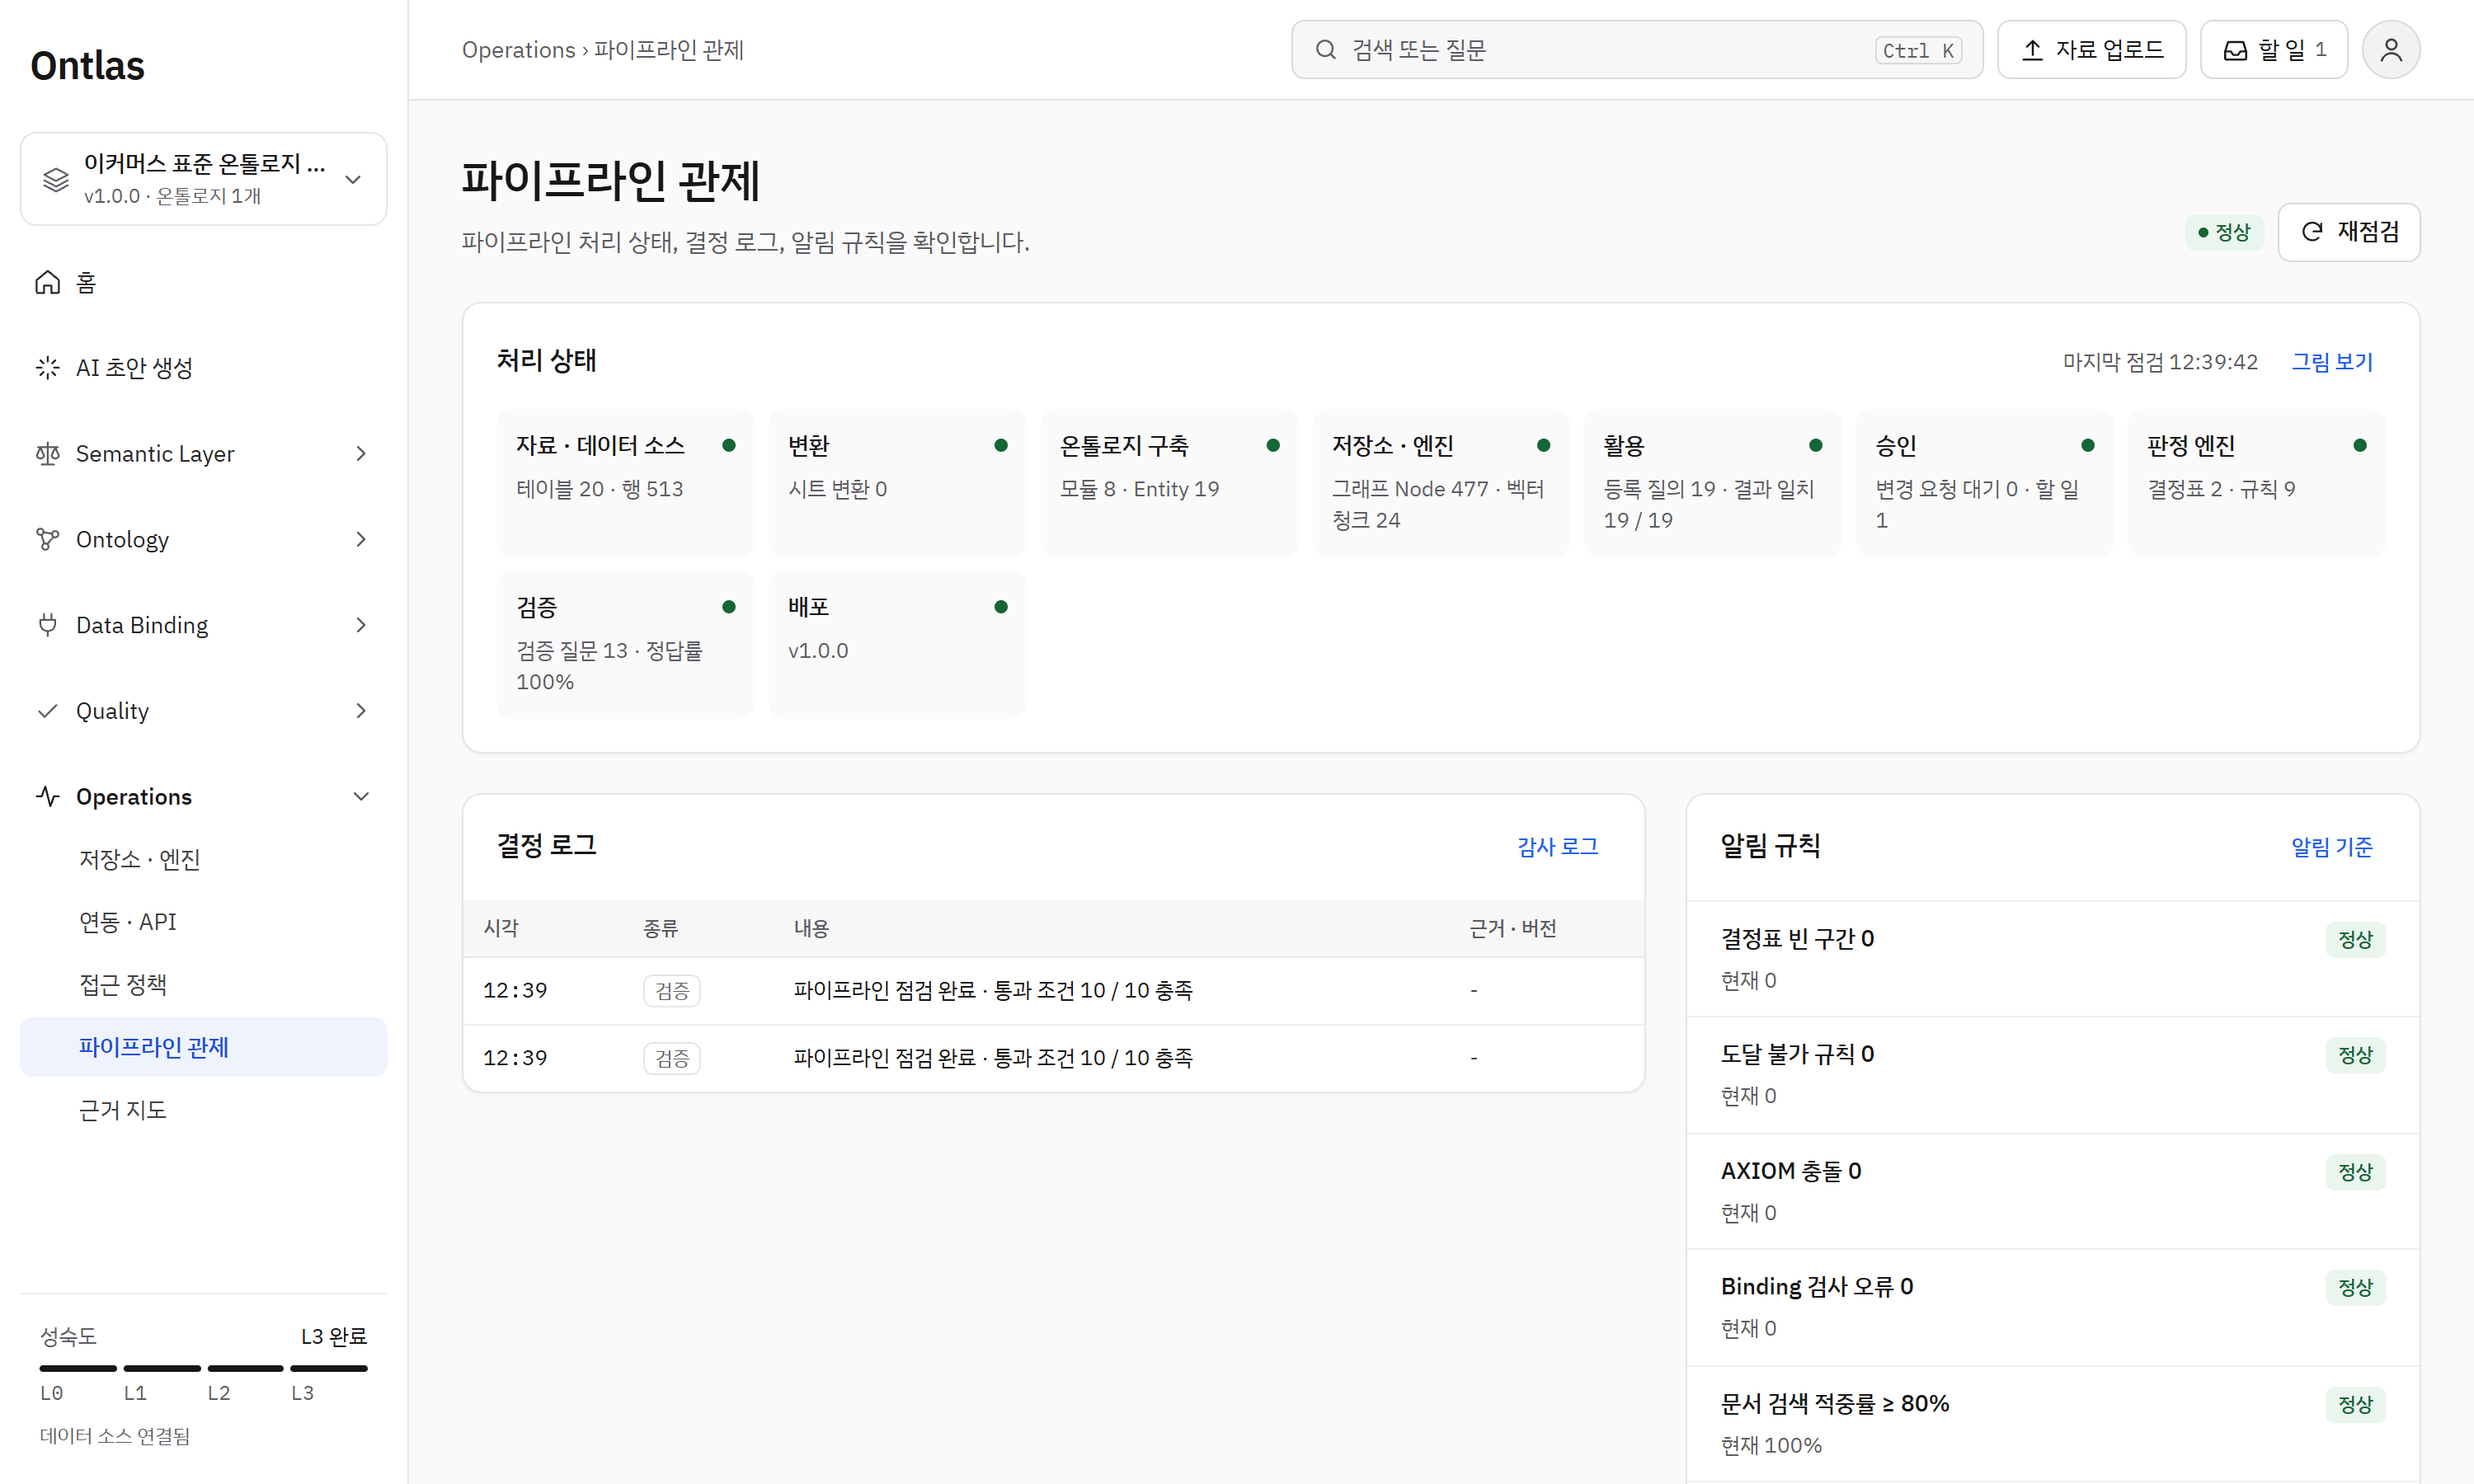 Ontlas
이커머스 표준 온톨로지 ...
v1.0.0 · 온톨로지 1개
홈
AI 초안 생성
Semantic Layer
Ontology
Data Binding
Quality
Operations
저장소 · 엔진
연동 · API
접근 정책
파이프라인 관제
근거 지도
성숙도
L3 완료
L0 L1 L2 L3
데이터 소스 연결됨
Operations › 파이프라인 관제
검색 또는 질문
Ctrl K
자료 업로드
할 일 1
파이프라인 관제
파이프라인 처리 상태, 결정 로그, 알림 규칙을 확인합니다.
정상
재점검
처리 상태
마지막 점검 12:39:42
그림 보기
자료 · 데이터 소스
테이블 20 · 행 513
변환
시트 변환 0
온톨로지 구축
모듈 8 · Entity 19
저장소 · 엔진
그래프 Node 477 · 벡터
청크 24
활용
등록 질의 19 · 결과 일치
19 / 19
승인
변경 요청 대기 0 · 할 일
1
판정 엔진
결정표 2 · 규칙 9
검증
검증 질문 13 · 정답률
100%
배포
v1.0.0
결정 로그
감사 로그
시각 종류 내용 근거 · 버전
12:39 검증 파이프라인 점검 완료 · 통과 조건 10 / 10 충족 -
12:39 검증 파이프라인 점검 완료 · 통과 조건 10 / 10 충족 -
알림 규칙
알림 기준
결정표 빈 구간 0
정상
현재 0
도달 불가 규칙 0
정상
현재 0
AXIOM 충돌 0
정상
현재 0
Binding 검사 오류 0
정상
현재 0
문서 검색 적중률 ≥ 80%
정상
현재 100%